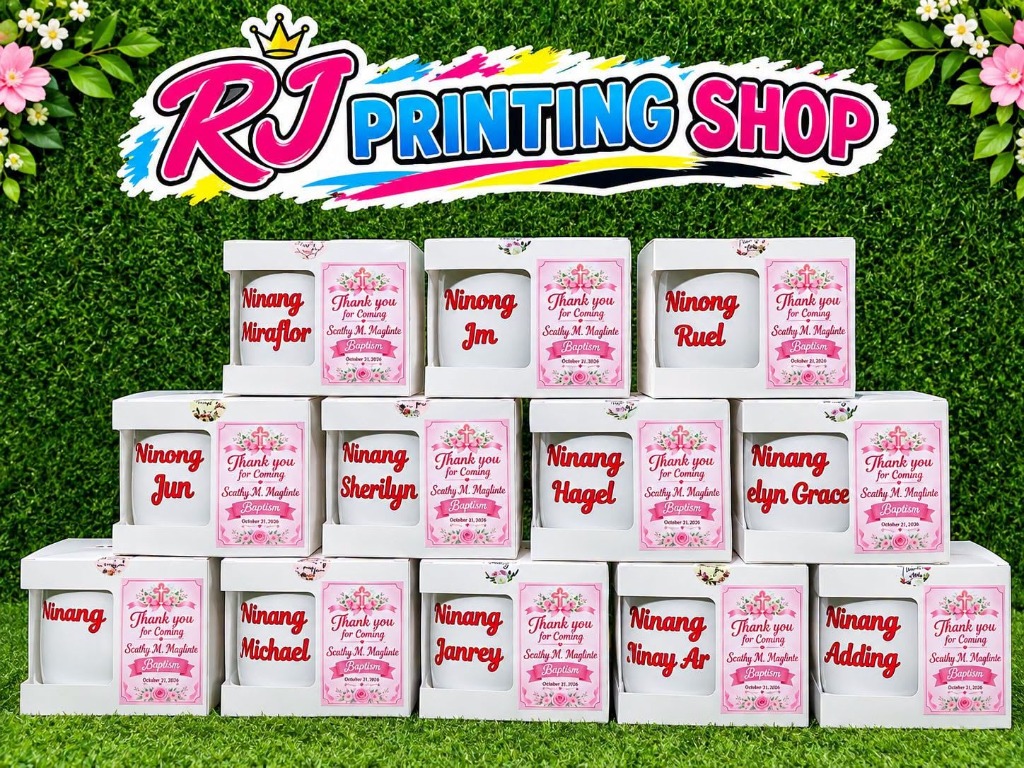 RJ PRINTING SHOP
Ninang
Miraflor
Thank you
for Coming
Scathy M. Maglinte
Baptism
October 21, 2026
Ninong
Jm
Thank you
for Coming
Scathy M. Maglinte
Baptism
October 21, 2026
Ninong
Ruel
Thank you
for Coming
Scathy M. Maglinte
Baptism
October 21, 2026
Ninong
Jun
Thank you
for Coming
Scathy M. Maglinte
Baptism
October 21, 2026
Ninang
Sherilyn
Thank you
for Coming
Scathy M. Maglinte
Baptism
October 21, 2026
Ninang
Hagel
Thank you
for Coming
Scathy M. Maglinte
Baptism
October 21, 2026
Ninang
elyn Grace
Thank you
for Coming
Scathy M. Maglinte
Baptism
October 21, 2026
Ninang
Thank you
for Coming
Scathy M. Maglinte
Baptism
October 21, 2026
Ninang
Michael
Thank you
for Coming
Scathy M. Maglinte
Baptism
October 21, 2026
Ninang
Janrey
Thank you
for Coming
Scathy M. Maglinte
Baptism
October 21, 2026
Ninang
Ninay Ar
Thank you
for Coming
Scathy M. Maglinte
Baptism
October 21, 2026
Ninang
Adding
Thank you
for Coming
Scathy M. Maglinte
Baptism
October 21, 2026